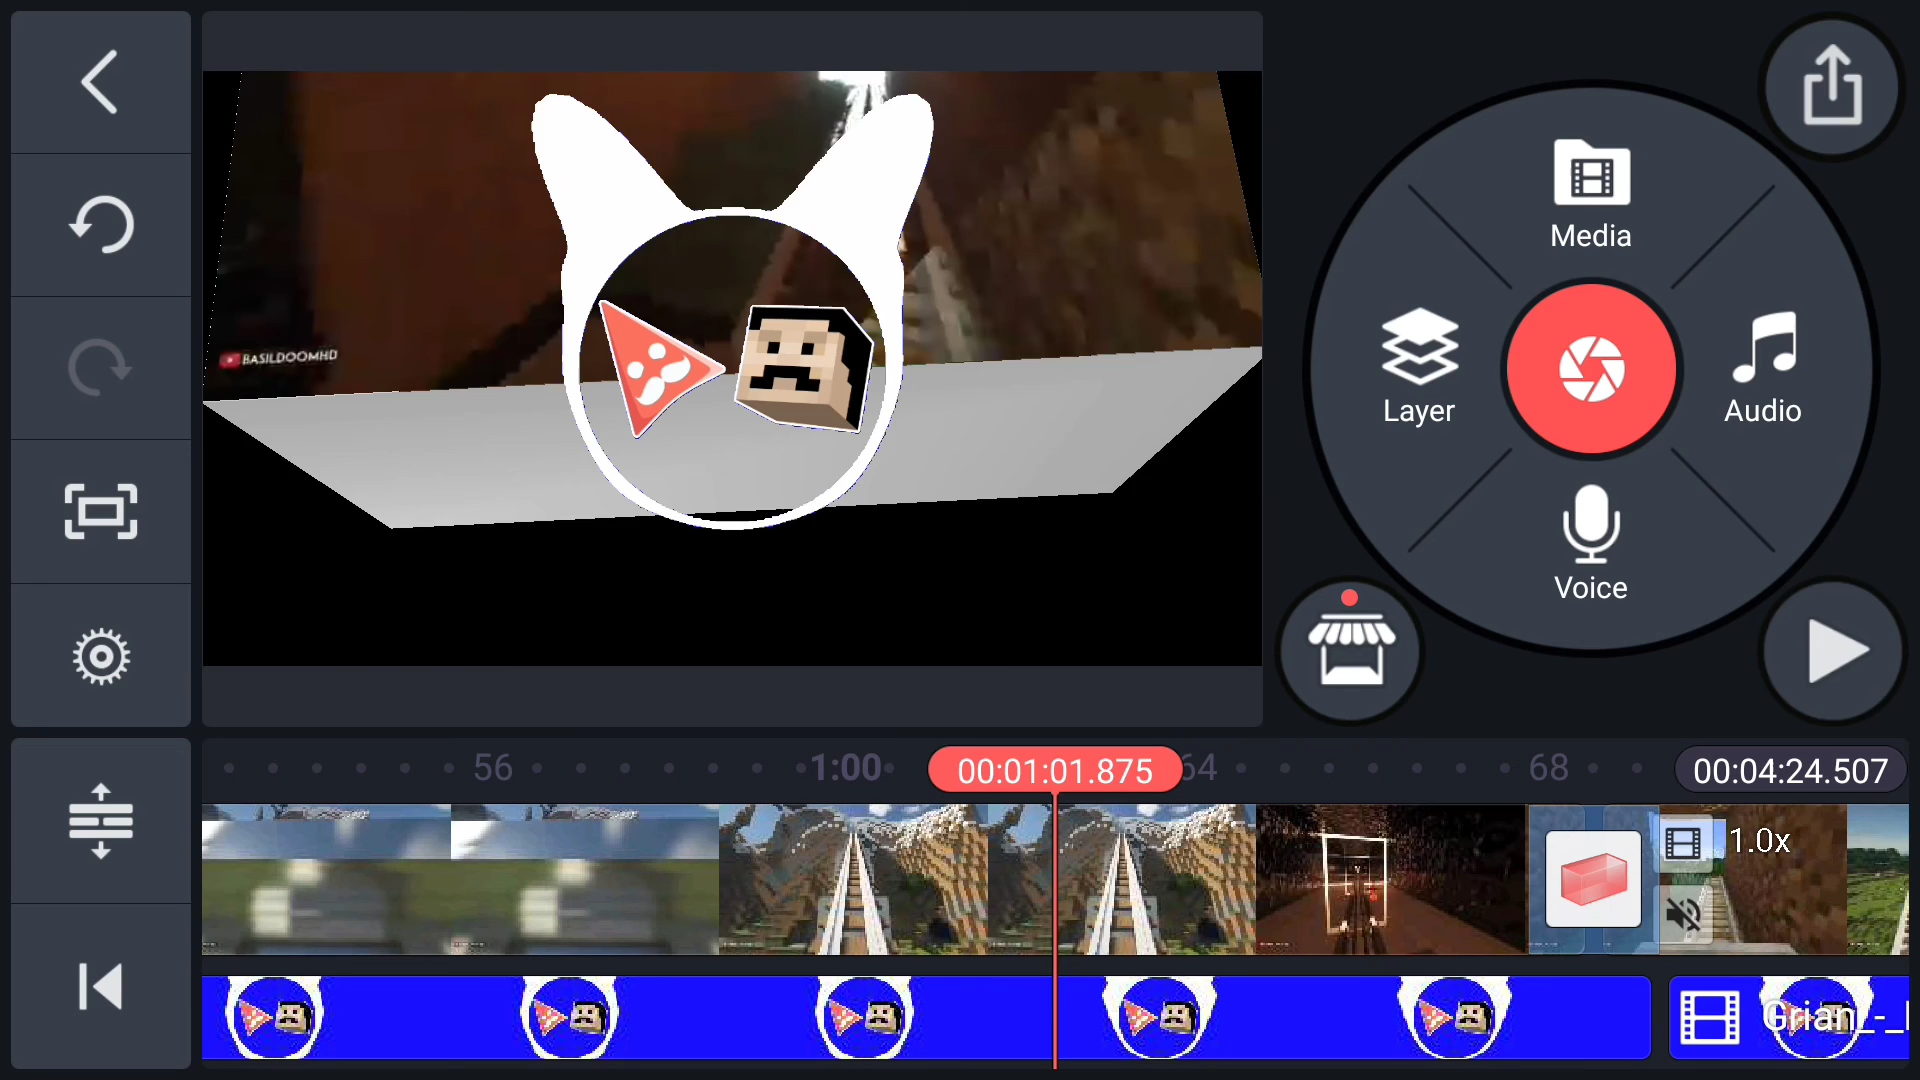 Media
Layer
Audio
Voice
BASILDOOMHD
56
1:00
00:01:01.875
64
68
00:04:24.507
1.0x
Grian_-_